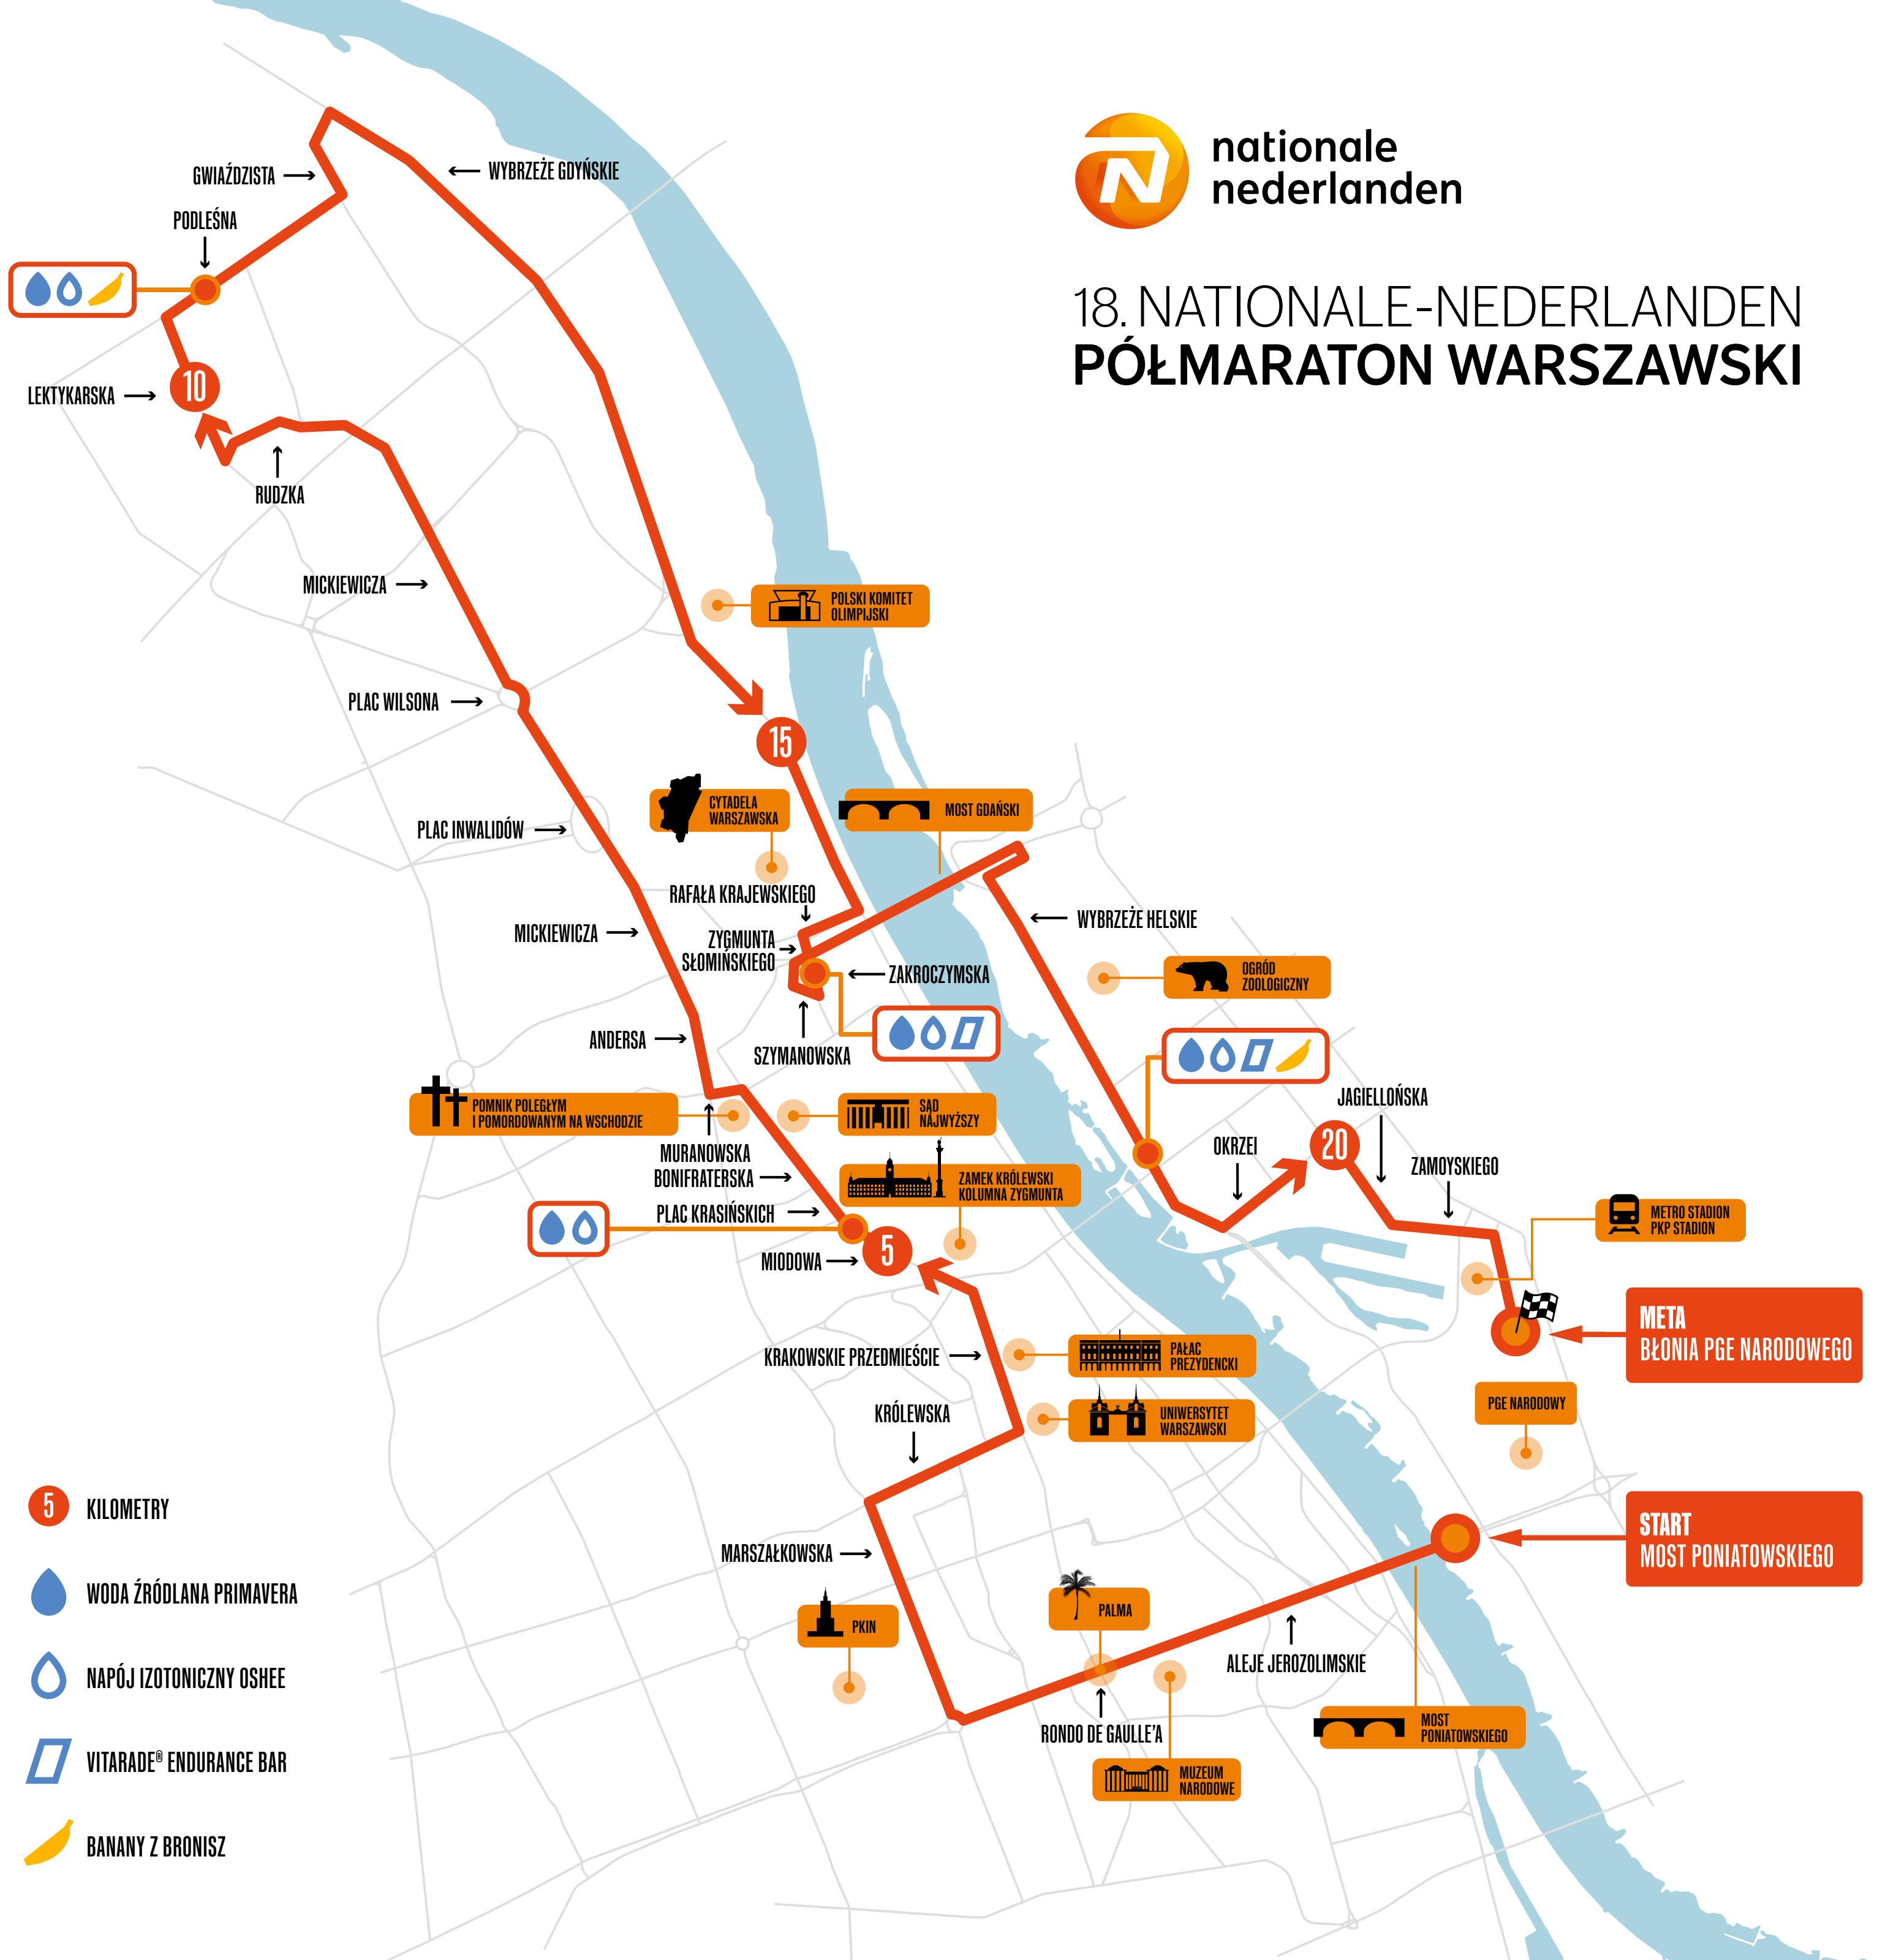 nationale
nederlanden
18. NATIONALE-NEDERLANDEN
PÓŁMARATON WARSZAWSKI
WYBRZEŻE GDYŃSKIE
GWIAŹDZISTA
PODLEŚNA
10
LEKTYKARSKA
RUDZKA
MICKIEWICZA
POLSKI KOMITET
OLIMPIJSKI
PLAC WILSONA
15
CYTADELA
WARSZAWSKA
MOST GDAŃSKI
PLAC INWALIDÓW
RAFAŁA KRAJEWSKIEGO
WYBRZEŻE HELSKIE
MICKIEWICZA
ZYGMUNTA
SŁOMIŃSKIEGO
ZAKROCZYMSKA
OGRÓD
ZOOLOGICZNY
ANDERSA
SZYMANOWSKA
JAGIELLOŃSKA
POMNIK POLEGŁYM
I POMORDOWANYM NA WSCHODZIE
SĄD
NAJWYŻSZY
OKRZEI
20
ZAMOYSKIEGO
MURANOWSKA
BONIFRATERSKA
ZAMEK KRÓLEWSKI
KOLUMNA ZYGMUNTA
PLAC KRASIŃSKICH
METRO STADION
PKP STADION
MIODOWA
5
META
BŁONIA PGE NARODOWEGO
KRAKOWSKIE PRZEDMIEŚCIE
PAŁAC
PREZYDENCKI
PGE NARODOWY
KRÓLEWSKA
UNIWERSYTET
WARSZAWSKI
START
MOST PONIATOWSKIEGO
MARSZAŁKOWSKA
PALMA
PKIN
ALEJE JEROZOLIMSKIE
RONDO DE GAULLE'A
MOST
PONIATOWSKIEGO
MUZEUM
NARODOWE
5 KILOMETRY
WODA ŹRÓDLANA PRIMAVERA
NAPÓJ IZOTONICZNY OSHEE
VITARADE® ENDURANCE BAR
BANANY Z BRONISZ